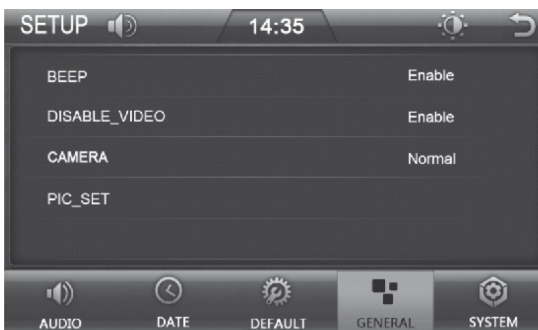 SETUP 14:35
BEEP Enable
DISABLE_VIDEO Enable
CAMERA Normal
PIC_SET
AUDIO DATE DEFAULT GENERAL SYSTEM